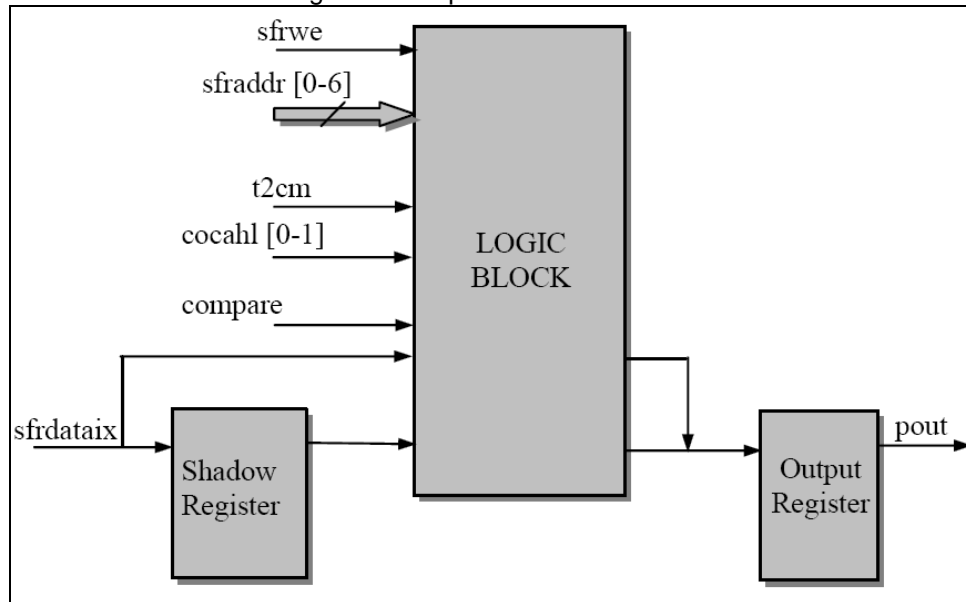 sfrwe
sfraddr [0-6]
t2cm
cocahl [0-1]
compare
LOGIC
BLOCK
sfrdataix
Shadow
Register
Output
Register
pout